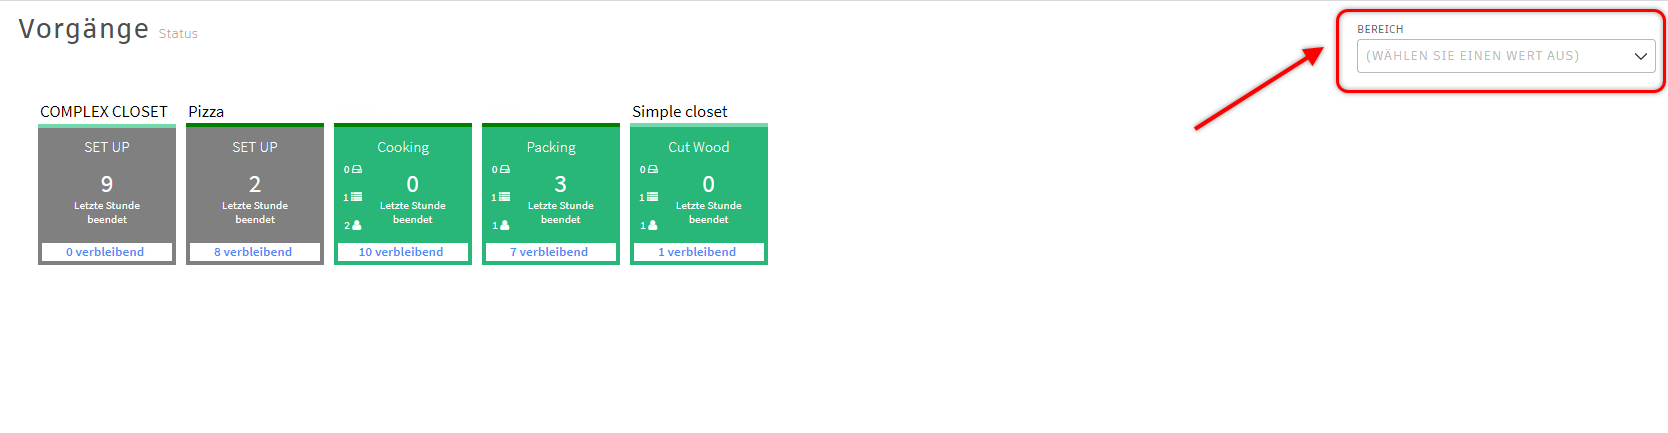 Vorgänge Status
BEREICH
(WÄHLEN SIE EINEN WERT AUS)
COMPLEX CLOSET
SET UP
9
Letzte Stunde
beendet
0 verbleibend
Pizza
SET UP
2
Letzte Stunde
beendet
8 verbleibend
Cooking
0
1
2
0
Letzte Stunde
beendet
10 verbleibend
Packing
0
1
1
3
Letzte Stunde
beendet
7 verbleibend
Simple closet
Cut Wood
0
1
1
0
Letzte Stunde
beendet
1 verbleibend